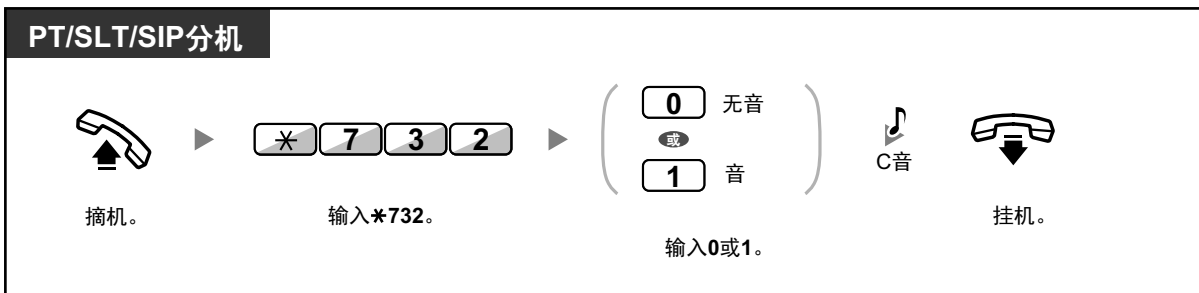 PT/SLT/SIP分机
0 无音
或
1 音
✳ 7 3 2
C音
摘机。
输入✳732。
输入0或1。
挂机。